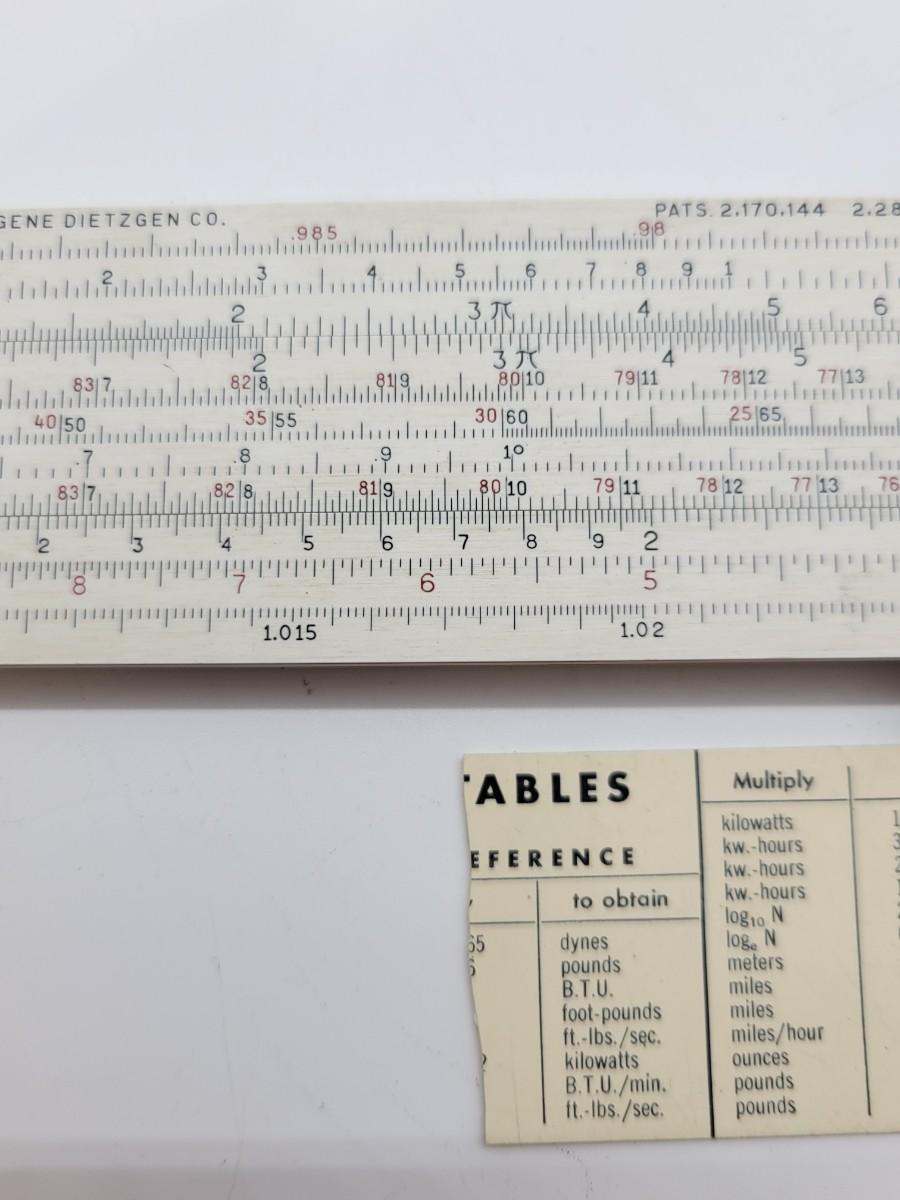 GENE DIETZGEN CO. PATS. 2,170,144 2.28
.985 .98
2 3 4 5 6 7 8 9 1
2 3 π 4 5 6
2 3 π 4 5
83|7 82|8 81|9 80|10 79|11 78|12 77|13
40|50 35|55 30|60 25|65
.7 .8 .9 1°
83|7 82|8 81|9 80|10 79|11 78|12 77|13 76
2 3 4 5 6 7 8 9 2
8 7 6 5
1.015 1.02
TABLES
EFERENCE
to obtain
65 dynes
pounds
B.T.U.
foot-pounds
ft.-lbs./sec.
kilowatts
B.T.U./min.
ft.-lbs./sec.
Multiply
kilowatts 1
kw.-hours 3
kw.-hours
kw.-hours
log₁₀ N
logₑ N
meters
miles
miles
miles/hour
ounces
pounds
pounds